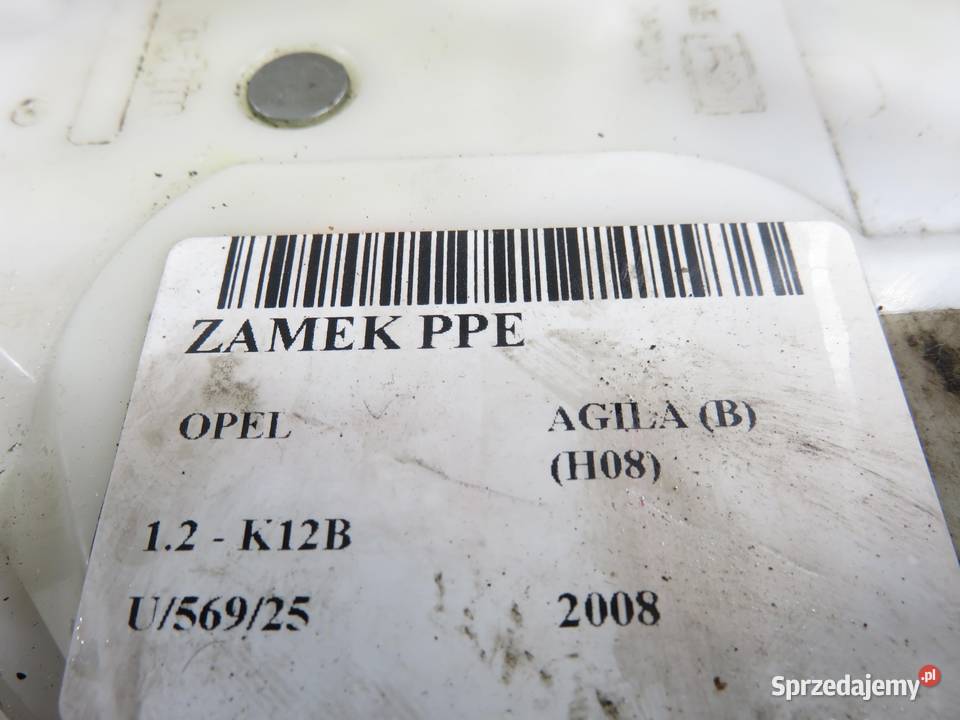 ZAMEK PPE
OPEL AGILA (B)
(H08)
1.2 - K12B
U/569/25 2008
Sprzedajemy.pl